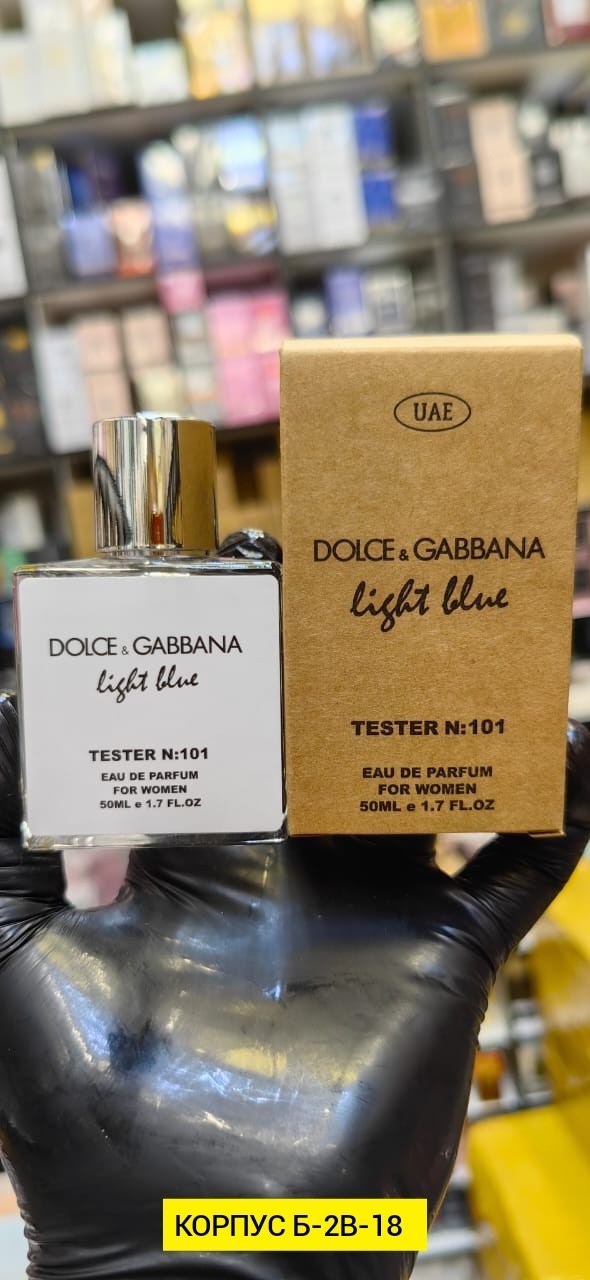 UAE
DOLCE & GABBANA
light blue
TESTER N:101
EAU DE PARFUM
FOR WOMEN
50ML e 1.7 FL.OZ
DOLCE & GABBANA
light blue
TESTER N:101
EAU DE PARFUM
FOR WOMEN
50ML e 1.7 FL.OZ
КОРПУС Б-2В-18